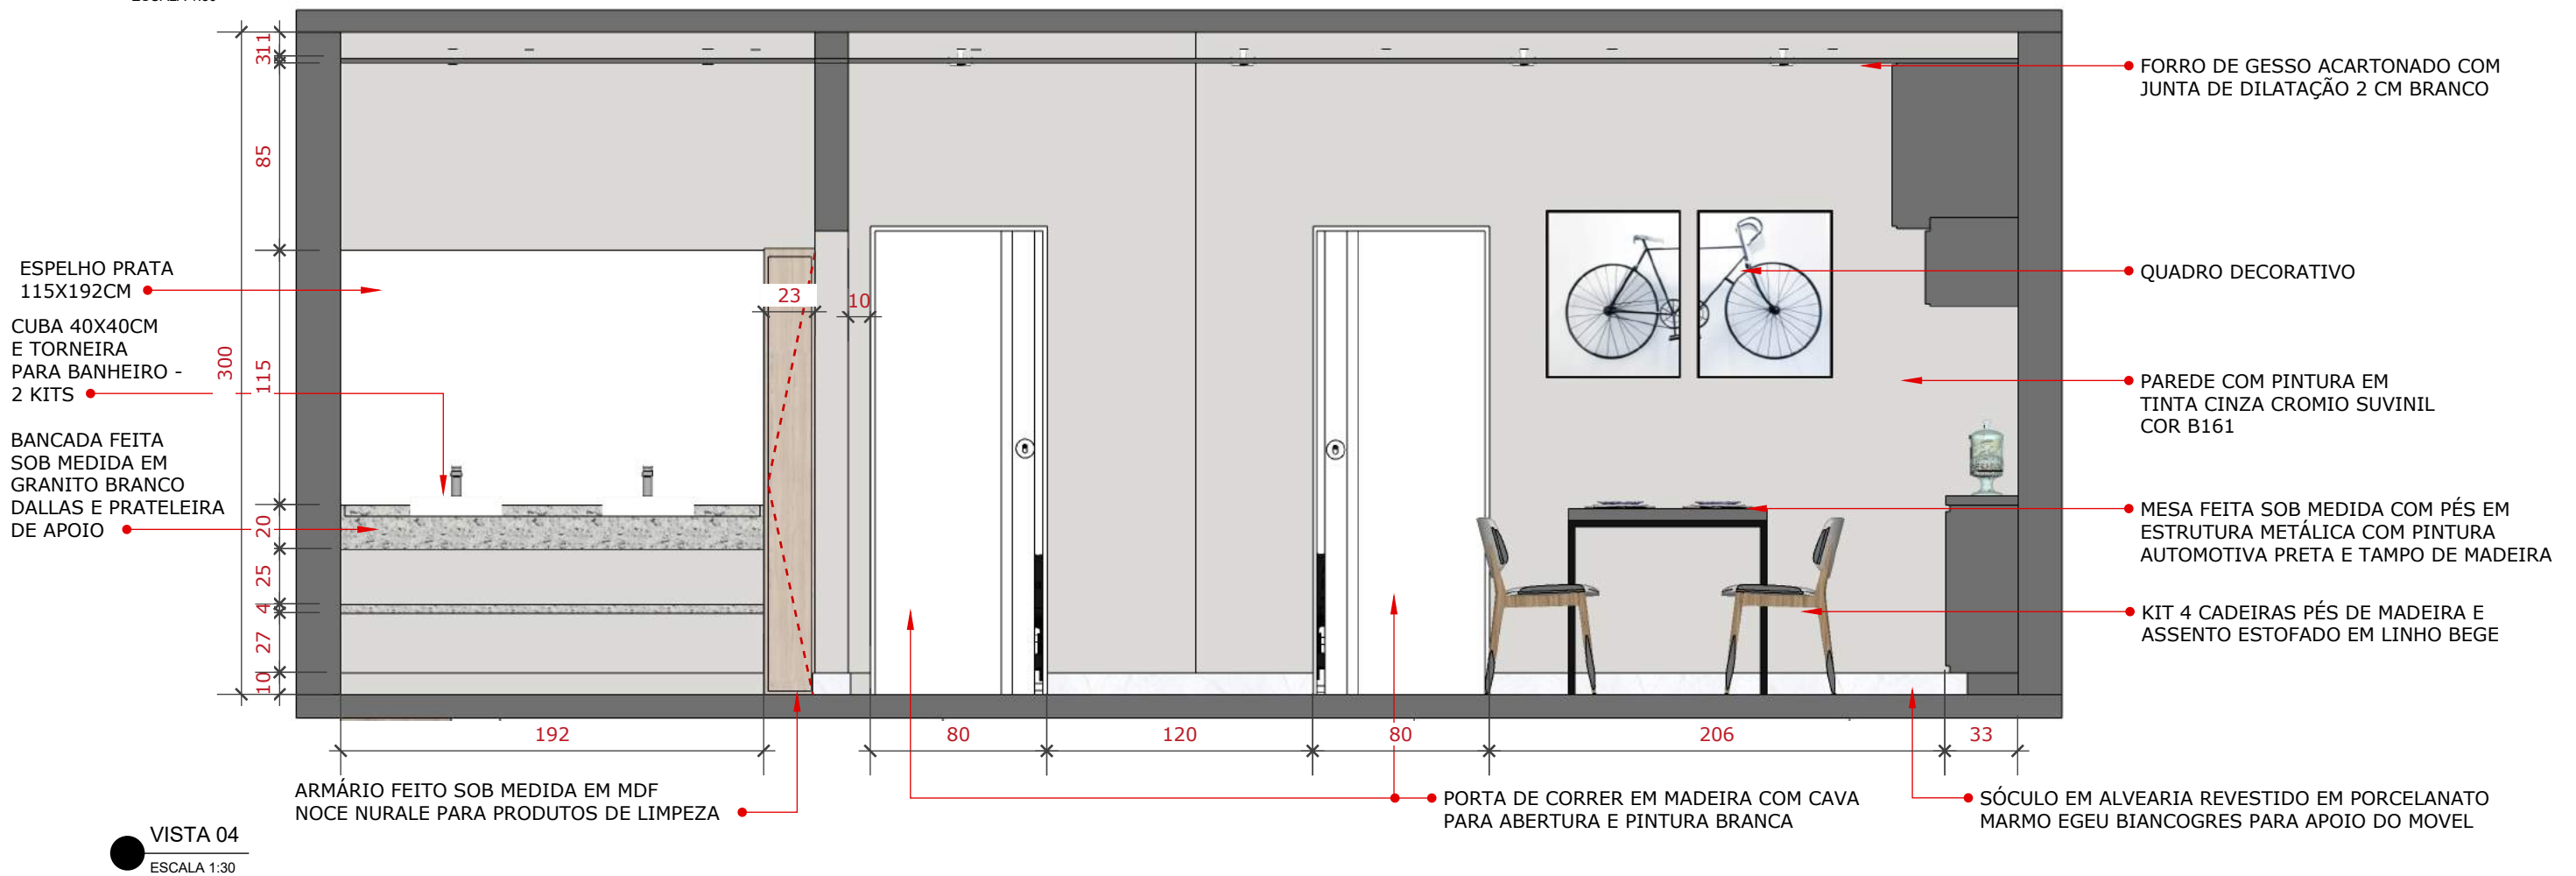 FORRO DE GESSO ACARTONADO COM
JUNTA DE DILATAÇÃO 2 CM BRANCO
ESPELHO PRATA
115X192CM
QUADRO DECORATIVO
CUBA 40X40CM
E TORNEIRA
PARA BANHEIRO -
2 KITS
PAREDE COM PINTURA EM
TINTA CINZA CROMIO SUVINIL
COR B161
BANCADA FEITA
SOB MEDIDA EM
GRANITO BRANCO
DALLAS E PRATELEIRA
DE APOIO
MESA FEITA SOB MEDIDA COM PÉS EM
ESTRUTURA METÁLICA COM PINTURA
AUTOMOTIVA PRETA E TAMPO DE MADEIRA
KIT 4 CADEIRAS PÉS DE MADEIRA E
ASSENTO ESTOFADO EM LINHO BEGE
300
11
3
85
115
20
25
4
27
10
23
10
192
80
120
80
206
33
ARMÁRIO FEITO SOB MEDIDA EM MDF
NOCE NURALE PARA PRODUTOS DE LIMPEZA
PORTA DE CORRER EM MADEIRA COM CAVA
PARA ABERTURA E PINTURA BRANCA
SÓCULO EM ALVEARIA REVESTIDO EM PORCELANATO
MARMO EGEU BIANCOGRES PARA APOIO DO MOVEL
VISTA 04
ESCALA 1:30